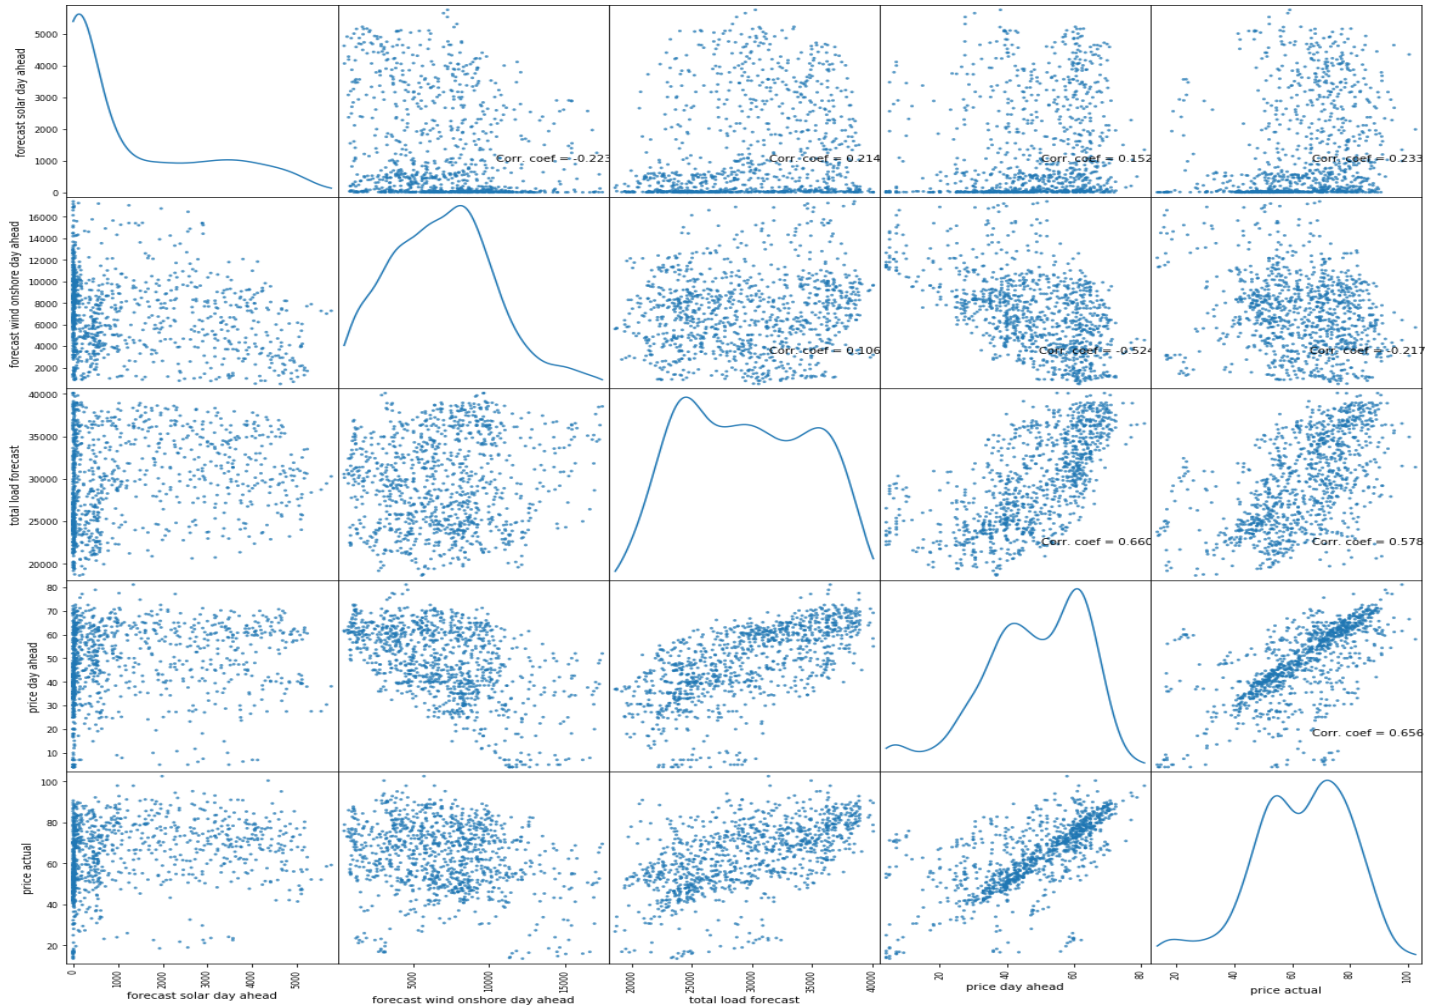 forecast solar day ahead
5000
4000
3000
2000
1000
0
Corr. coef = -0.223
Corr. coef = 0.214
Corr. coef = 0.152
Corr. coef = 0.233
forecast wind onshore day ahead
16000
14000
12000
10000
8000
6000
4000
2000
Corr. coef = 0.106
Corr. coef = -0.524
Corr. coef = -0.217
total load forecast
40000
35000
30000
25000
20000
Corr. coef = 0.660
Corr. coef = 0.578
price day ahead
80
70
60
50
40
30
20
10
Corr. coef = 0.656
price actual
100
80
60
40
20
0 1000 2000 3000 4000 5000
5000 10000 15000
20000 25000 30000 35000 40000
20 40 60 80
20 40 60 80 100
forecast solar day ahead
forecast wind onshore day ahead
total load forecast
price day ahead
price actual